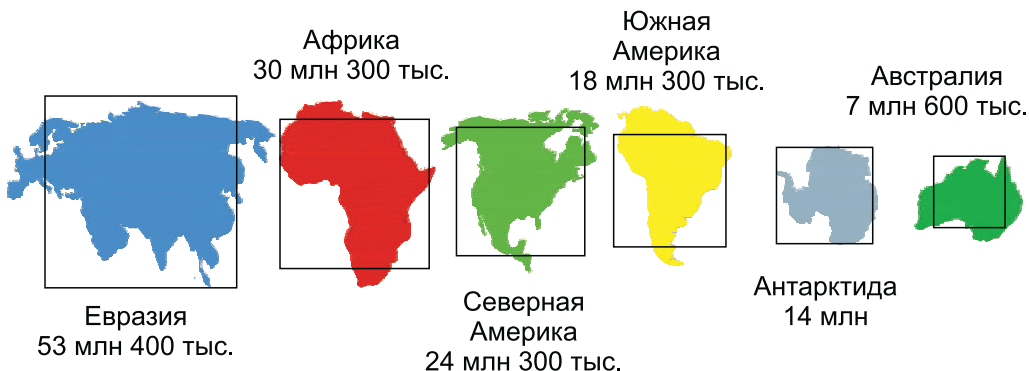 Евразия
53 млн 400 тыс.
Африка
30 млн 300 тыс.
Северная
Америка
24 млн 300 тыс.
Южная
Америка
18 млн 300 тыс.
Антарктида
14 млн
Австралия
7 млн 600 тыс.